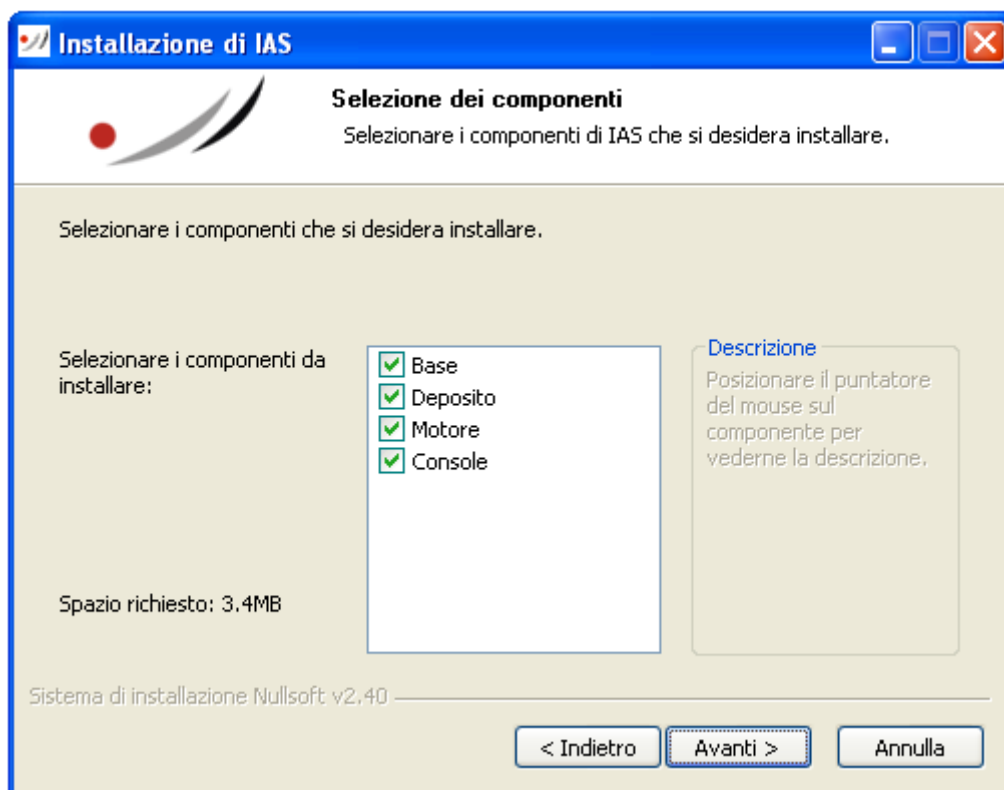 Installazione di IAS
Selezione dei componenti
Selezionare i componenti di IAS che si desidera installare.
Selezionare i componenti che si desidera installare.
Selezionare i componenti da
installare:
Base
Deposito
Motore
Console
Descrizione
Posizionare il puntatore
del mouse sul
componente per
vederne la descrizione.
Spazio richiesto: 3.4MB
Sistema di installazione Nullsoft v2.40
< Indietro
Avanti >
Annulla